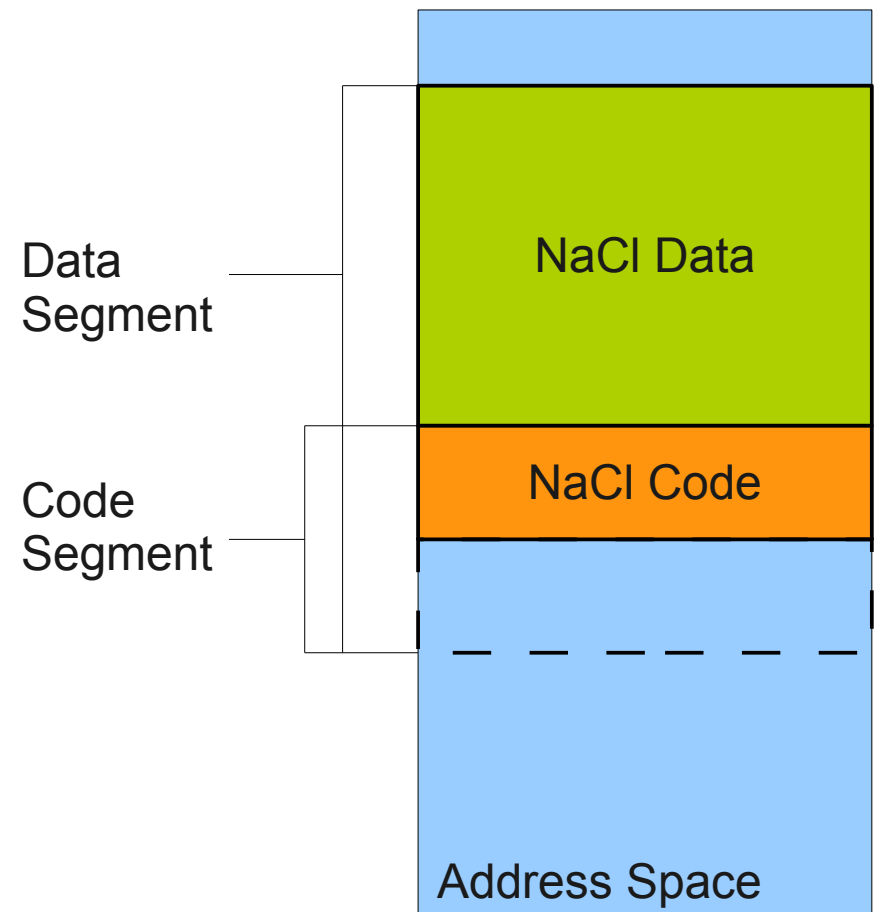 NaCl Data
Data
Segment
NaCl Code
Code
Segment
Address Space